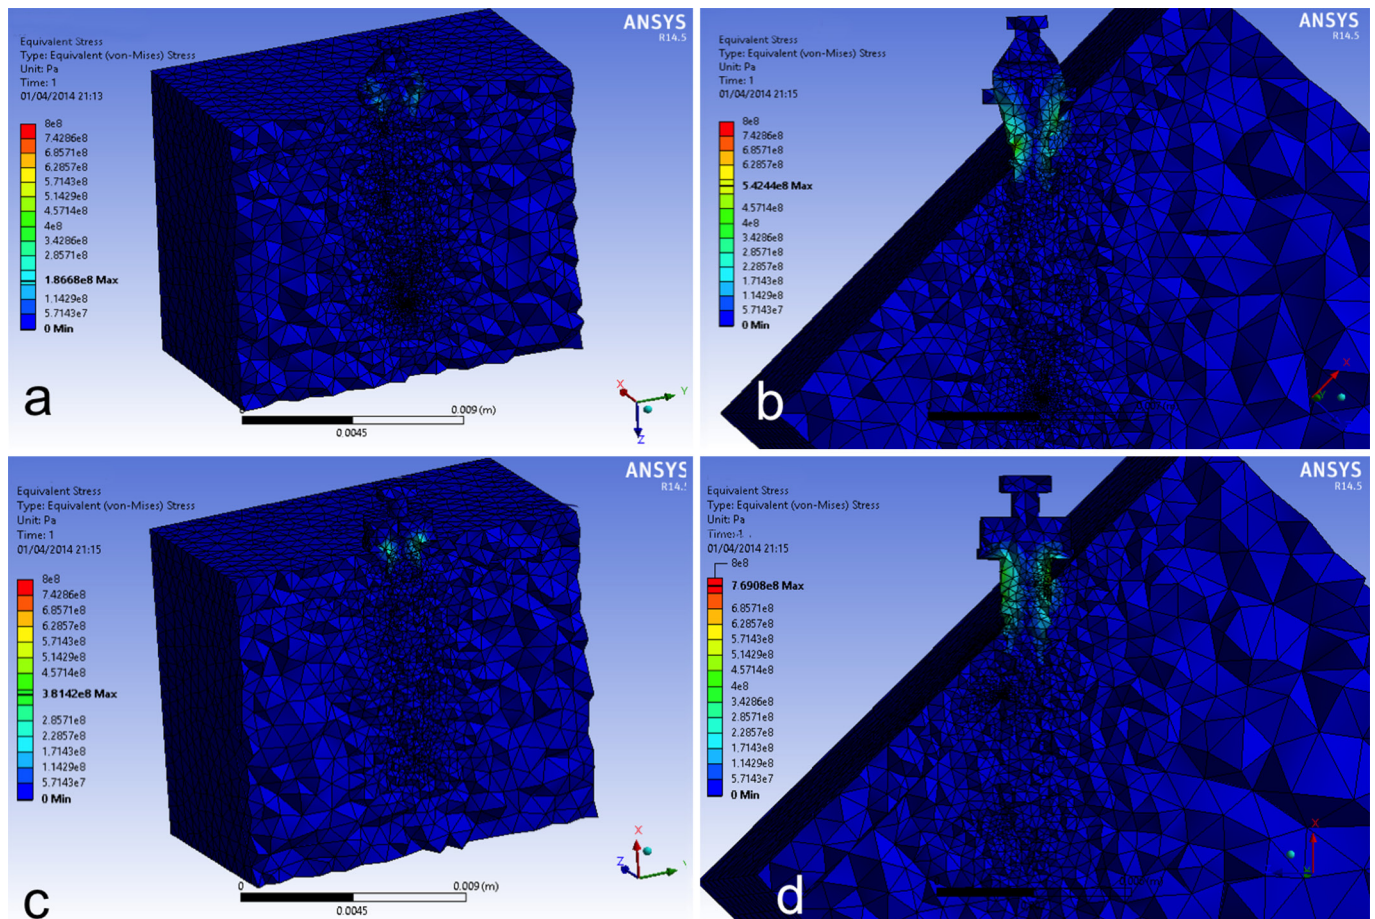 ANSYS
R14.5
Equivalent Stress
Type: Equivalent (von-Mises) Stress
Unit: Pa
Time: 1
01/04/2014 21:13
8e8
7.4286e8
6.8571e8
6.2857e8
5.7143e8
5.1429e8
4.5714e8
4e8
3.4286e8
2.8571e8
1.8668e8 Max
1.1429e8
5.7143e7
0 Min
a
0.009 (m)
0.0045
X
Y
Z
ANSYS
R14.5
Equivalent Stress
Type: Equivalent (von-Mises) Stress
Unit: Pa
Time: 1
01/04/2014 21:15
8e8
7.4286e8
6.8571e8
6.2857e8
5.4244e8 Max
4.5714e8
4e8
3.4286e8
2.8571e8
2.2857e8
1.7143e8
1.1429e8
5.7143e7
0 Min
b
X
Y
ANSYS
R14.5
Equivalent Stress
Type: Equivalent (von-Mises) Stress
Unit: Pa
Time: 1
01/04/2014 21:15
8e8
7.4286e8
6.8571e8
6.2857e8
5.7143e8
5.1429e8
4.5714e8
3.8142e8 Max
2.8571e8
2.2857e8
1.7143e8
1.1429e8
5.7143e7
0 Min
c
0
0.009 (m)
0.0045
X
Z
Y
ANSYS
R14.5
Equivalent Stress
Type: Equivalent (von-Mises) Stress
Unit: Pa
Time: 1
01/04/2014 21:15
8e8
7.6908e8 Max
6.8571e8
6.2857e8
5.7143e8
5.1429e8
4.5714e8
4e8
3.4286e8
2.8571e8
1.7143e8
1.1429e8
5.7143e7
0 Min
d
X